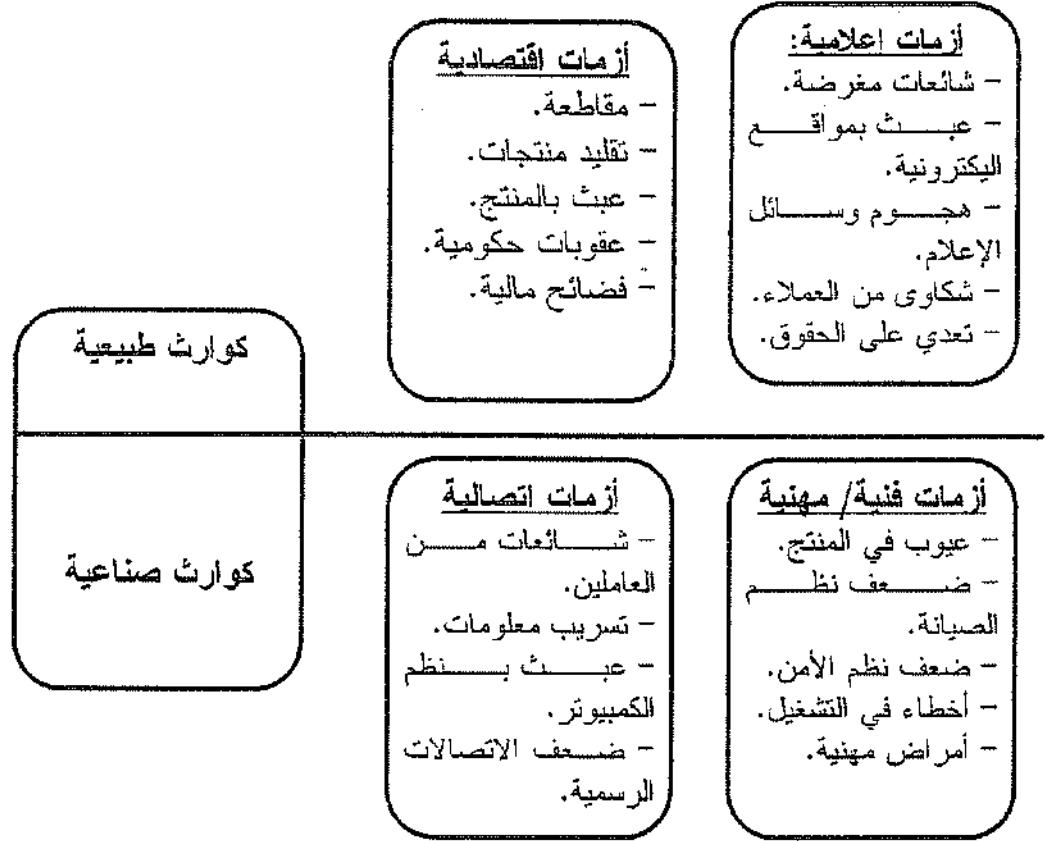 أزمات إعلامية:
- شائعات مغرضة.
- عبث بمواقع
اليكترونية.
- هجوم وسائل
الإعلام.
- شكاوى من العملاء.
- تعدي على الحقوق.
أزمات اقتصادية
- مقاطعة.
- تقليد منتجات.
- عبث بالمنتج.
- عقوبات حكومية.
- فضائح مالية.
كوارث طبيعية
أزمات فنية/ مهنية
- عيوب في المنتج.
- ضعف نظم
الصيانة.
- ضعف نظم الأمن.
- أخطاء في التشغيل.
- أمراض مهنية.
أزمات اتصالية
- شائعات من
العاملين.
- تسريب معلومات.
- عبث بنظم
الكمبيوتر.
- ضعف الاتصالات
الرسمية.
كوارث صناعية